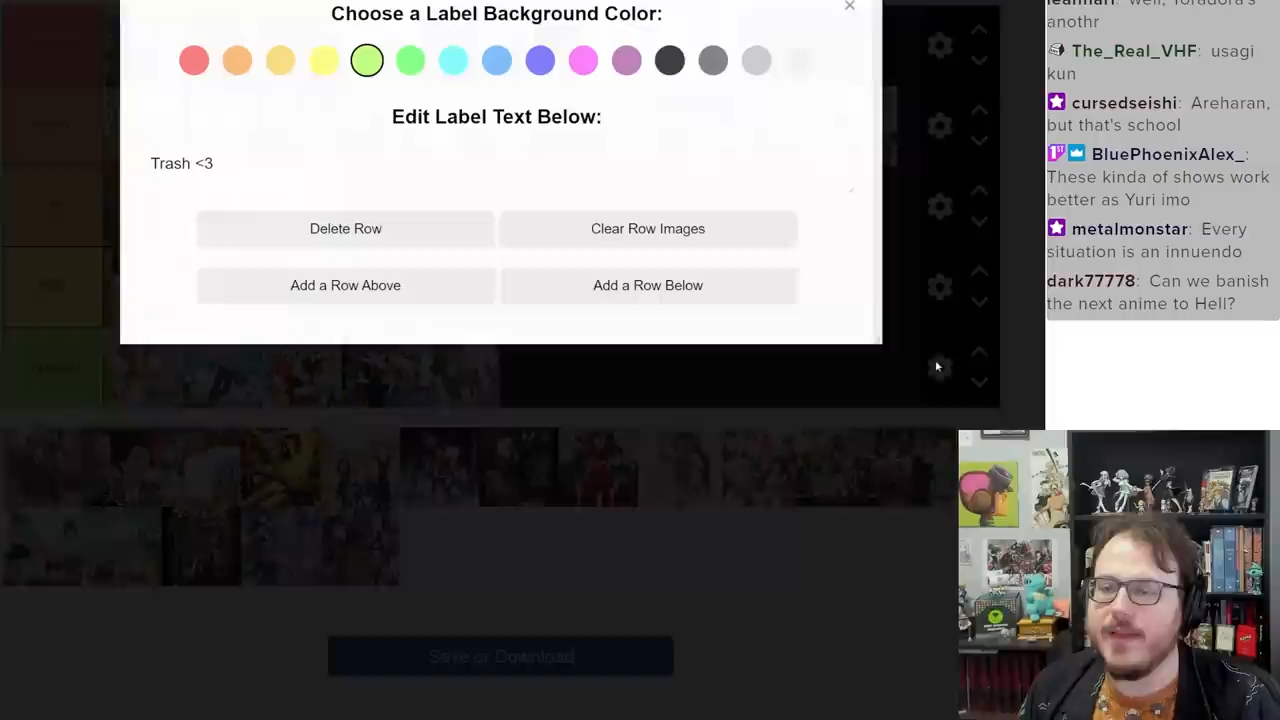 Choose a Label Background Color:
×
Edit Label Text Below:
Trash <3
Delete Row
Clear Row Images
Add a Row Above
Add a Row Below
Save or Download
anothr
The_Real_VHF: usagi
kun
cursedseishi: Areharan,
but that's school
BluePhoenixAlex_:
These kinda of shows work
better as Yuri imo
metalmonstar: Every
situation is an innuendo
dark77778: Can we banish
the next anime to Hell?